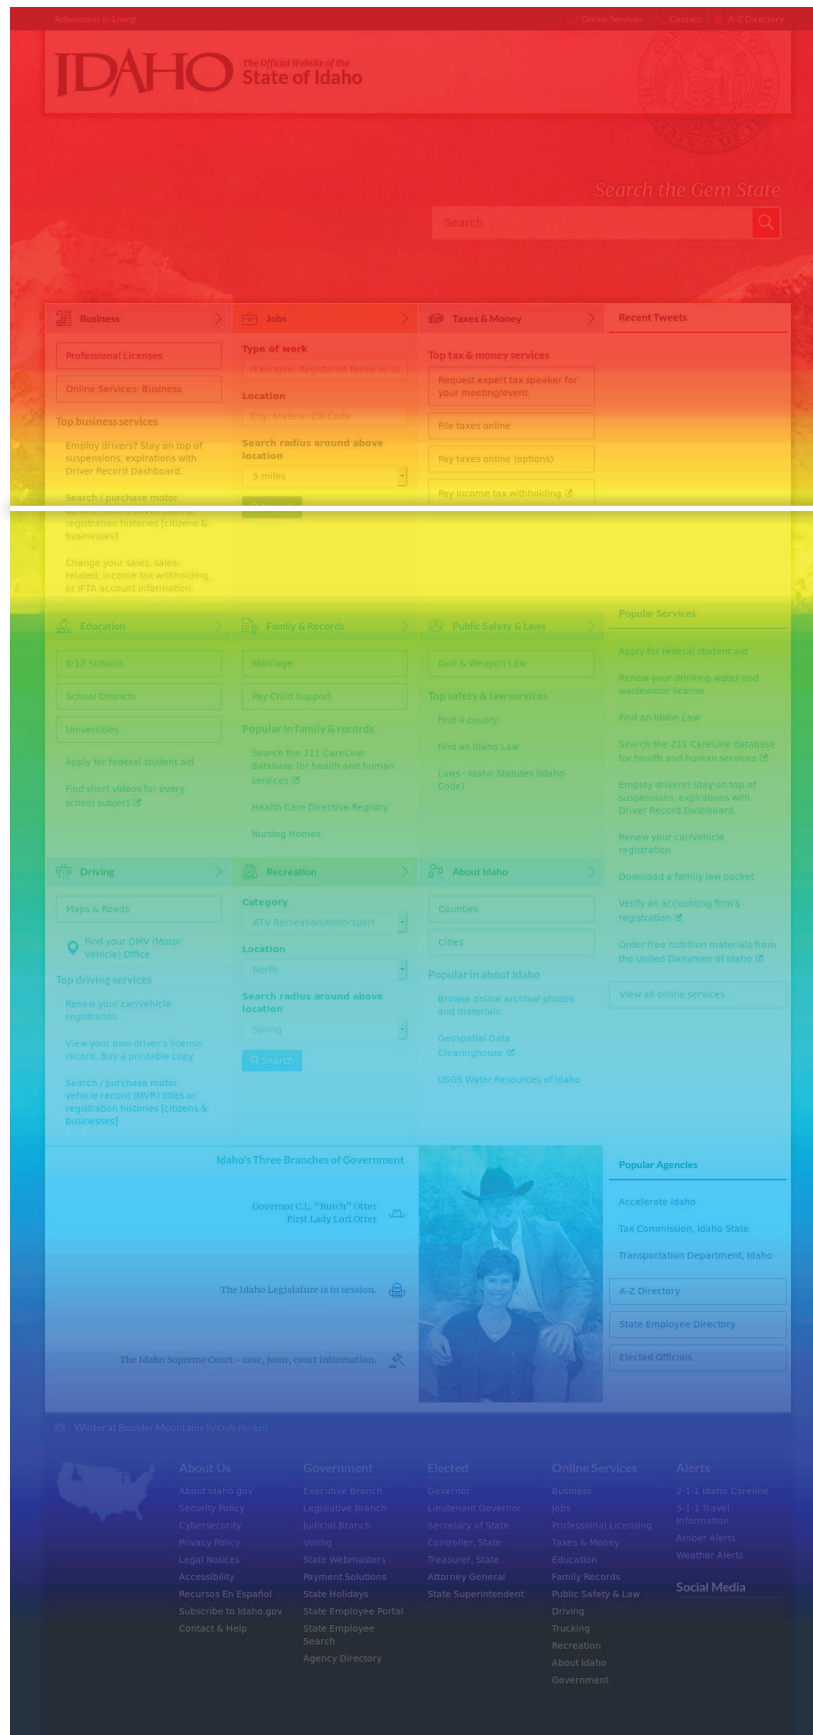 Adventures In Living
Online Services
Contact
A-Z Directory
IDAHO
The Official Website of the
State of Idaho
Search the Gem State
Search
Business
Professional Licenses
Online Services: Business
Top business services
Employ drivers? Stay on top of
suspensions, expirations with
Driver Record Dashboard.
Search / purchase motor
registration histories [citizens &
businesses]
Change your sales, sales-
related, income tax withholding,
or IFTA account information.
Jobs
Type of work
(Example: Registered Nurse or
Location
City, State or ZIP Code
Search radius around above
location
5 miles
Taxes & Money
Top tax & money services
Request expert tax speaker for
your meeting/event
File taxes online
Pay taxes online (options)
Pay income tax withholding
Recent Tweets
Education
K-12 Schools
School Districts
Universities
Apply for federal student aid
Find short videos for every
school subject
Family & Records
Marriage
Pay Child Support
Popular in family & records
Search the 211 CareLine
database for health and human
services
Health Care Directive Registry
Nursing Homes
Public Safety & Laws
Gun & Weapon Law
Top safety & law services
Find a county
Find an Idaho Law
Laws - Idaho Statutes (Idaho
Code)
Popular Services
Apply for federal student aid
Renew your drinking water and
wastewater license
Find an Idaho Law
Search the 211 CareLine database
for health and human services
Employ drivers? Stay on top of
suspensions, expirations with
Driver Record Dashboard.
Renew your car/vehicle
registration
Download a family law packet
Verify an accounting firm's
registration
Order free nutrition materials from
the United Dairymen of Idaho
View all online services
Driving
Maps & Roads
Find your DMV (Motor
Vehicle) Office
Top driving services
Renew your car/vehicle
registration
View your own driver's license
record. Buy a printable copy
Search / purchase motor
vehicle record (MVR) titles or
registration histories [citizens &
businesses]
Recreation
Category
ATV Recreation/Motorsport
Location
North
Search radius around above
location
Spring
Search
About Idaho
Counties
Cities
Popular in about Idaho
Browse online archival photos
and materials.
Geospatial Data
Clearinghouse
USGS Water Resources of Idaho
Idaho's Three Branches of Government
Governor C.L. "Butch" Otter
First Lady Lori Otter
The Idaho Legislature is in session.
The Idaho Supreme Court - case, juror, court information.
Popular Agencies
Accelerate Idaho
Tax Commission, Idaho State
Transportation Department, Idaho
A-Z Directory
State Employee Directory
Elected Officials
Winter at Boulder Mountains by Cody Haskell
About Us
About Idaho.gov
Security Policy
Cybersecurity
Privacy Policy
Legal Notices
Accessibility
Recursos En Español
Subscribe to Idaho.gov
Contact & Help
Government
Executive Branch
Legislative Branch
Judicial Branch
Voting
State Webmasters
Payment Solutions
State Holidays
State Employee Portal
State Employee
Search
Agency Directory
Elected
Governor
Lieutenant Governor
Secretary of State
Controller, State
Treasurer, State
Attorney General
State Superintendent
Online Services
Business
Jobs
Professional Licensing
Taxes & Money
Education
Family Records
Public Safety & Law
Driving
Trucking
Recreation
About Idaho
Government
Alerts
2-1-1 Idaho Careline
5-1-1 Travel
Information
Amber Alerts
Weather Alerts
Social Media